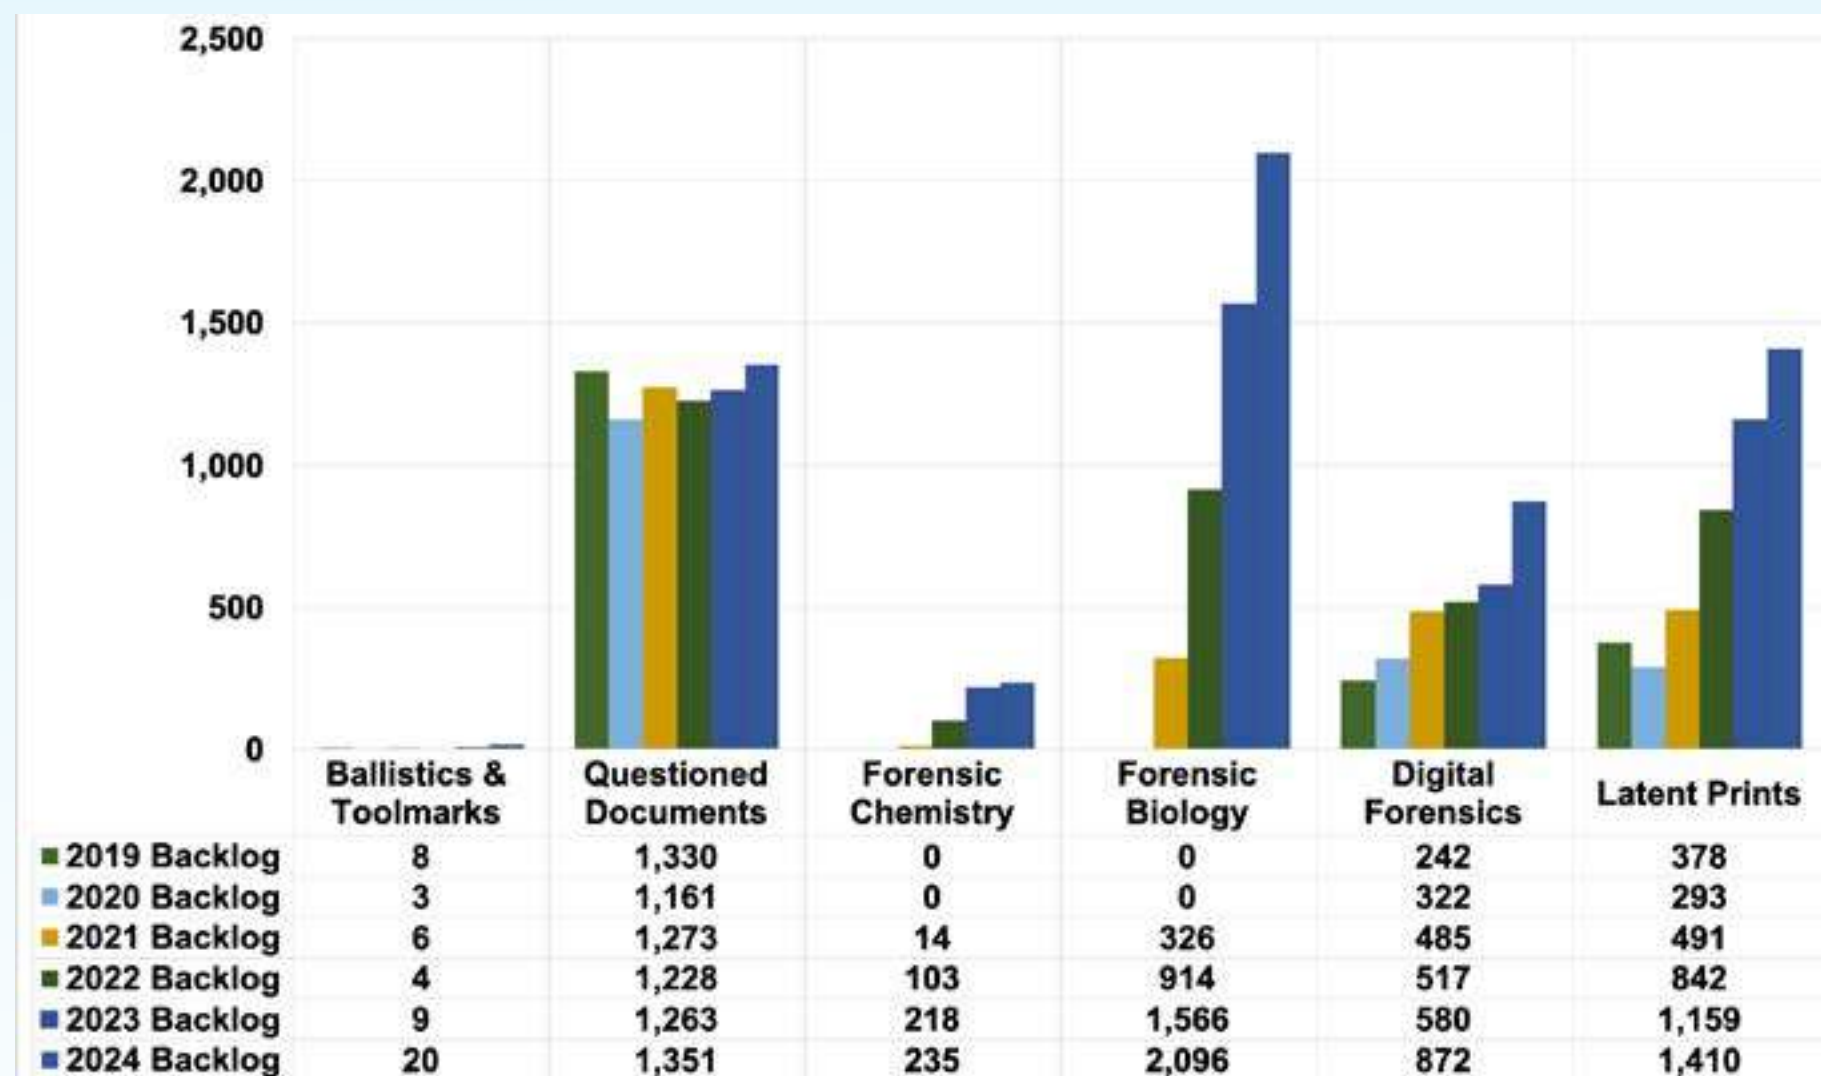 2,500
2,000
1,500
1,000
500
0
Ballistics & Toolmarks
Questioned Documents
Forensic Chemistry
Forensic Biology
Digital Forensics
Latent Prints
2019 Backlog 8 1,330 0 0 242 378
2020 Backlog 3 1,161 0 0 322 293
2021 Backlog 6 1,273 14 326 485 491
2022 Backlog 4 1,228 103 914 517 842
2023 Backlog 9 1,263 218 1,566 580 1,159
2024 Backlog 20 1,351 235 2,096 872 1,410